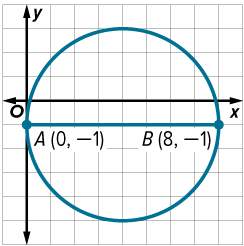 y
O
x
A (0, −1) B (8, −1)